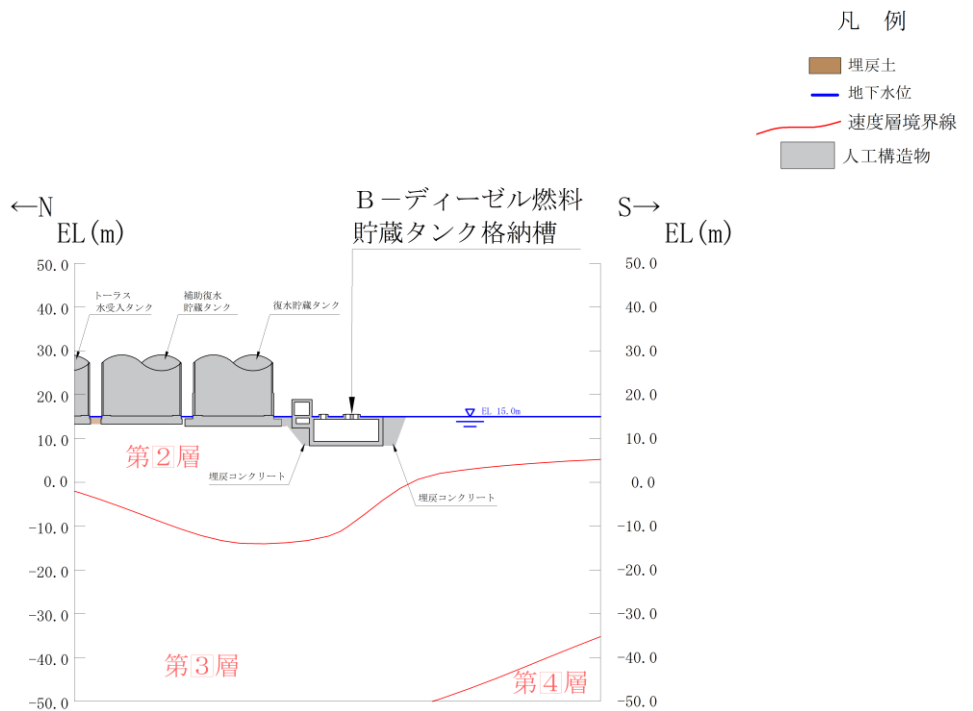 凡 例
埋戻土
地下水位
速度層境界線
人工構造物
←N
EL(m)
B-ディーゼル燃料
貯蔵タンク格納槽
S→
EL(m)
50.0
40.0
30.0
20.0
10.0
0.0
-10.0
-20.0
-30.0
-40.0
-50.0
トーラス
水受入タンク
補助復水
貯蔵タンク
復水貯蔵タンク
EL 15.0m
第2層
埋戻コンクリート
埋戻コンクリート
第3層
第4層
50.0
40.0
30.0
20.0
10.0
0.0
-10.0
-20.0
-30.0
-40.0
-50.0